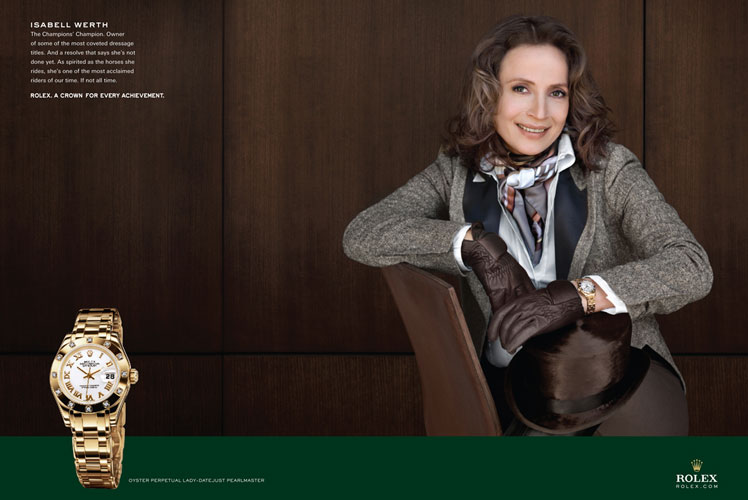 ISABELL WERTH
The Champions' Champion. Owner
of some of the most coveted dressage
titles. And a resolve that says she's not
done yet. As spirited as the horses she
rides, she's one of the most acclaimed
riders of our time. If not all time.
ROLEX. A CROWN FOR EVERY ACHIEVEMENT.
ROLEX
28
OYSTER PERPETUAL LADY-DATEJUST PEARLMASTER
ROLEX
ROLEX.COM